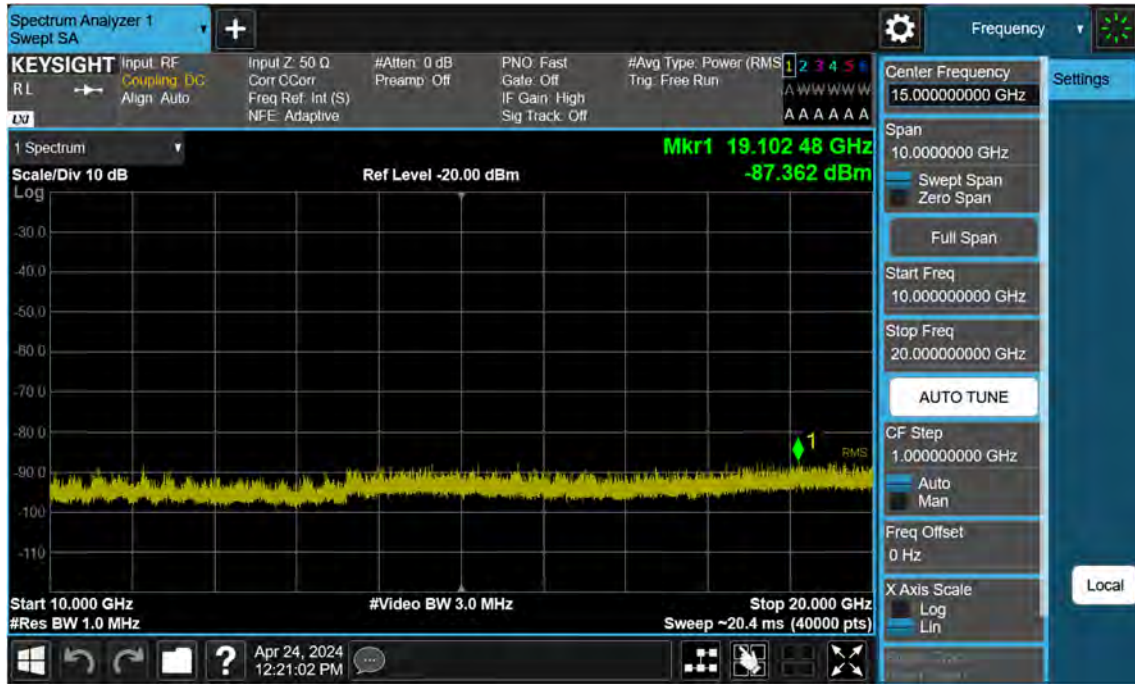 Spectrum Analyzer 1
Swept SA
+
Frequency
KEYSIGHT
R L
LXI
Input: RF
Coupling: DC
Align: Auto
Input Z: 50 Ω
Corr CCorr
Freq Ref: Int (S)
NFE: Adaptive
#Atten: 0 dB
Preamp: Off
PNO: Fast
Gate: Off
IF Gain: High
Sig Track: Off
#Avg Type: Power (RMS
Trig: Free Run
1 2 3 4 5 6
A W W W W W
A A A A A A
1 Spectrum
Mkr1 19.102 48 GHz
Scale/Div 10 dB
Ref Level -20.00 dBm
-87.362 dBm
Log
-30.0
-40.0
-50.0
-60.0
-70.0
-80.0
-90.0
-100
-110
1
RMS
Start 10.000 GHz
#Video BW 3.0 MHz
Stop 20.000 GHz
#Res BW 1.0 MHz
Sweep ~20.4 ms (40000 pts)
?
Apr 24, 2024
12:21:02 PM
Center Frequency
15.000000000 GHz
Settings
Span
10.0000000 GHz
Swept Span
Zero Span
Full Span
Start Freq
10.000000000 GHz
Stop Freq
20.000000000 GHz
AUTO TUNE
CF Step
1.000000000 GHz
Auto
Man
Freq Offset
0 Hz
X Axis Scale
Log
Lin
Local